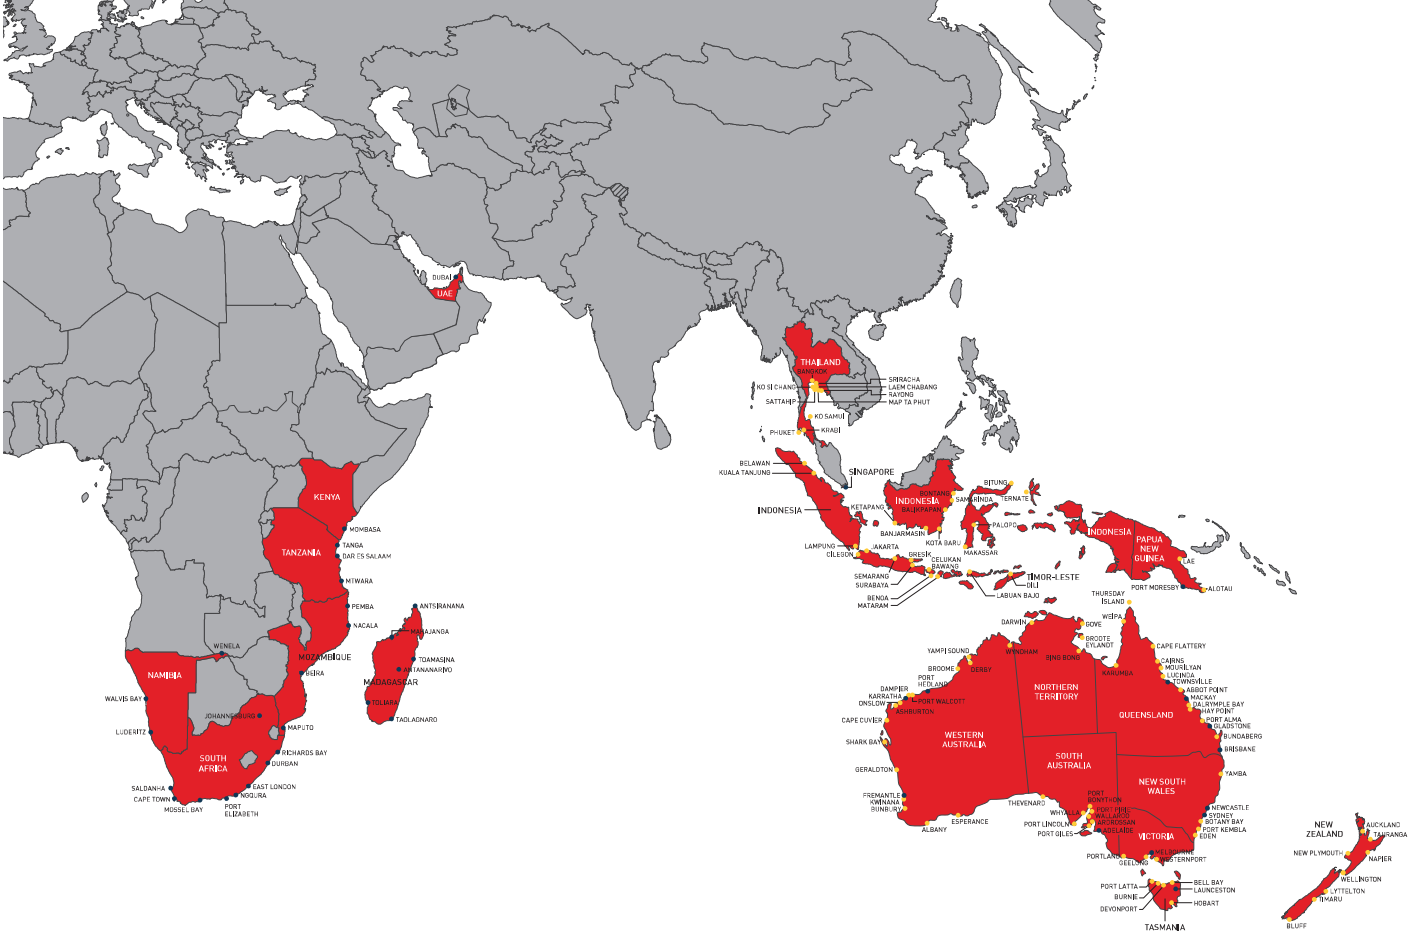 DUBAI
UAE
THAILAND
BANGKOK
KO SI CHANG
SATTAHIP
SRIRACHA
LAEM CHABANG
RAYONG
MAP TA PHUT
KO SAMUI
KRABI
PHUKET
BELAWAN
KUALA TANJUNG
SINGAPORE
INDONESIA
KETAPANG
INDONESIA
BONTANG
SAMARINDA
BALIKPAPAN
BITUNG
TERNATE
PALOPO
BANJARMASIN
KOTA BARU
MAKASSAR
LAMPUNG
CILEGON
JAKARTA
GRESIK
CELUKAN
BAWANG
SEMARANG
SURABAYA
BENOA
MATARAM
LABUAN BAJO
TIMOR-LESTE
DILI
INDONESIA
PAPUA
NEW
GUINEA
LAE
PORT MORESBY
ALOTAU
KENYA
MOMBASA
TANZANIA
TANGA
DAR ES SALAAM
MTWARA
PEMBA
NACALA
ANTSIRANANA
MAHAJANGA
TOAMASINA
ANTANANARIVO
MADAGASCAR
TOLIARA
TAOLAGNARO
WENELA
MOZAMBIQUE
BEIRA
NAMIBIA
WALVIS BAY
LUDERITZ
JOHANNESBURG
MAPUTO
SOUTH
AFRICA
RICHARDS BAY
DURBAN
EAST LONDON
NGQURA
PORT
ELIZABETH
SALDANHA
CAPE TOWN
MOSSEL BAY
THURSDAY
ISLAND
WEIPA
DARWIN
GOVE
GROOTE
EYLANDT
BING BONG
WYNDHAM
YAMPI SOUND
DERBY
BROOME
PORT
HEDLAND
DAMPIER
KARRATHA
PORT WALCOTT
ONSLOW
ASHBURTON
CAPE CUVIER
SHARK BAY
GERALDTON
FREMANTLE
KWINANA
BUNBURY
ALBANY
ESPERANCE
WESTERN
AUSTRALIA
NORTHERN
TERRITORY
SOUTH
AUSTRALIA
QUEENSLAND
KARUMBA
CAPE FLATTERY
CAIRNS
MOURILYAN
LUCINDA
TOWNSVILLE
ABBOT POINT
MACKAY
DALRYMPLE BAY
HAY POINT
PORT ALMA
GLADSTONE
BUNDABERG
BRISBANE
YAMBA
NEW SOUTH
WALES
NEWCASTLE
SYDNEY
BOTANY BAY
PORT KEMBLA
EDEN
THEVENARD
PORT
BONYTHON
WHYALLA
PORT PIRIE
WALLAROO
ARDROSSAN
PORT LINCOLN
ADELAIDE
PORT GILES
VICTORIA
MELBOURNE
PORTLAND
GEELONG
WESTERNPORT
PORT LATTA
BURNIE
DEVONPORT
BELL BAY
LAUNCESTON
HOBART
TASMANIA
NEW
ZEALAND
AUCKLAND
TAURANGA
NEW PLYMOUTH
NAPIER
WELLINGTON
LYTTELTON
TIMARU
BLUFF